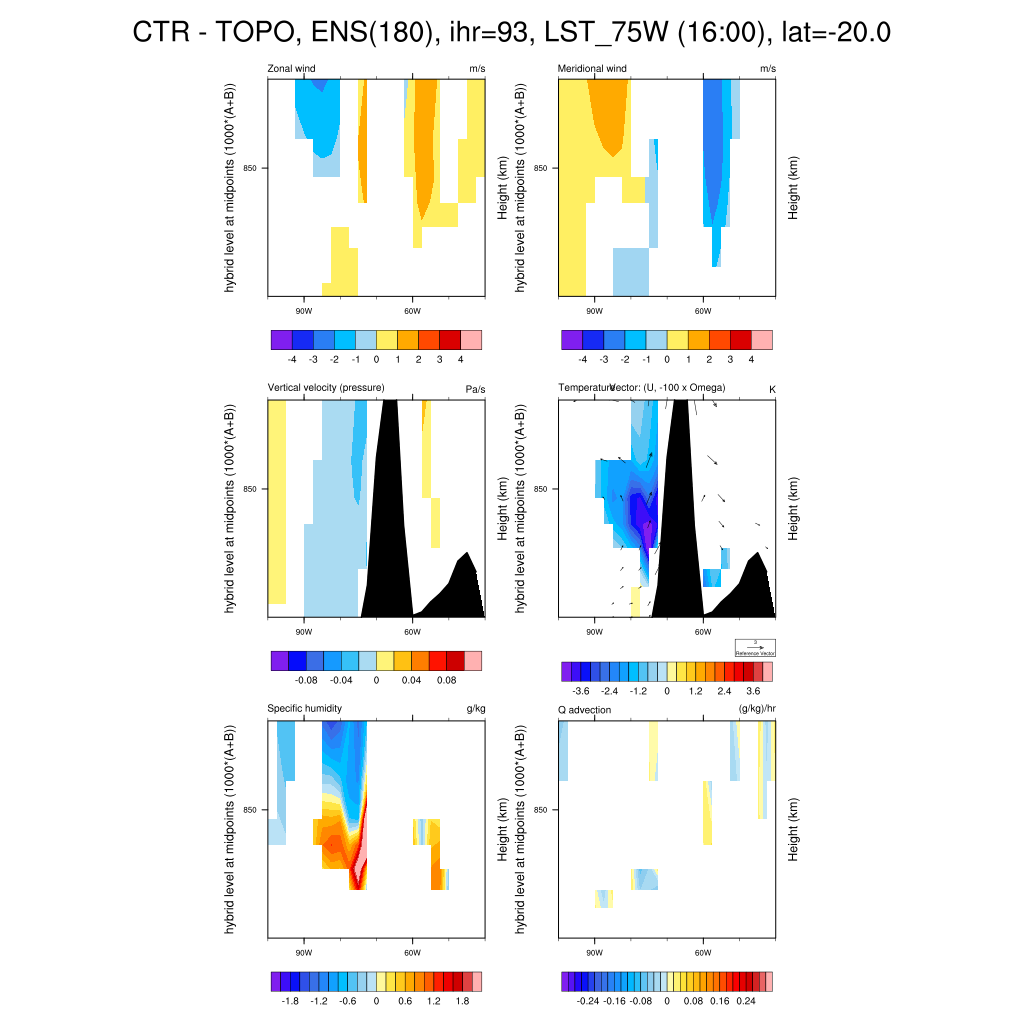 CTR - TOPO, ENS(180), ihr=93, LST_75W (16:00), lat=-20.0
Zonal wind m/s
hybrid level at midpoints (1000*(A+B))
850
Height (km)
90W 60W
-4 -3 -2 -1 0 1 2 3 4
Meridional wind m/s
hybrid level at midpoints (1000*(A+B))
850
Height (km)
90W 60W
-4 -3 -2 -1 0 1 2 3 4
Vertical velocity (pressure) Pa/s
hybrid level at midpoints (1000*(A+B))
850
Height (km)
90W 60W
-0.08 -0.04 0 0.04 0.08
Temperature Vector: (U, -100 x Omega) K
hybrid level at midpoints (1000*(A+B))
850
Height (km)
90W 60W
3
Reference Vector
-3.6 -2.4 -1.2 0 1.2 2.4 3.6
Specific humidity g/kg
hybrid level at midpoints (1000*(A+B))
850
Height (km)
90W 60W
-1.8 -1.2 -0.6 0 0.6 1.2 1.8
Q advection (g/kg)/hr
hybrid level at midpoints (1000*(A+B))
850
Height (km)
90W 60W
-0.24 -0.16 -0.08 0 0.08 0.16 0.24